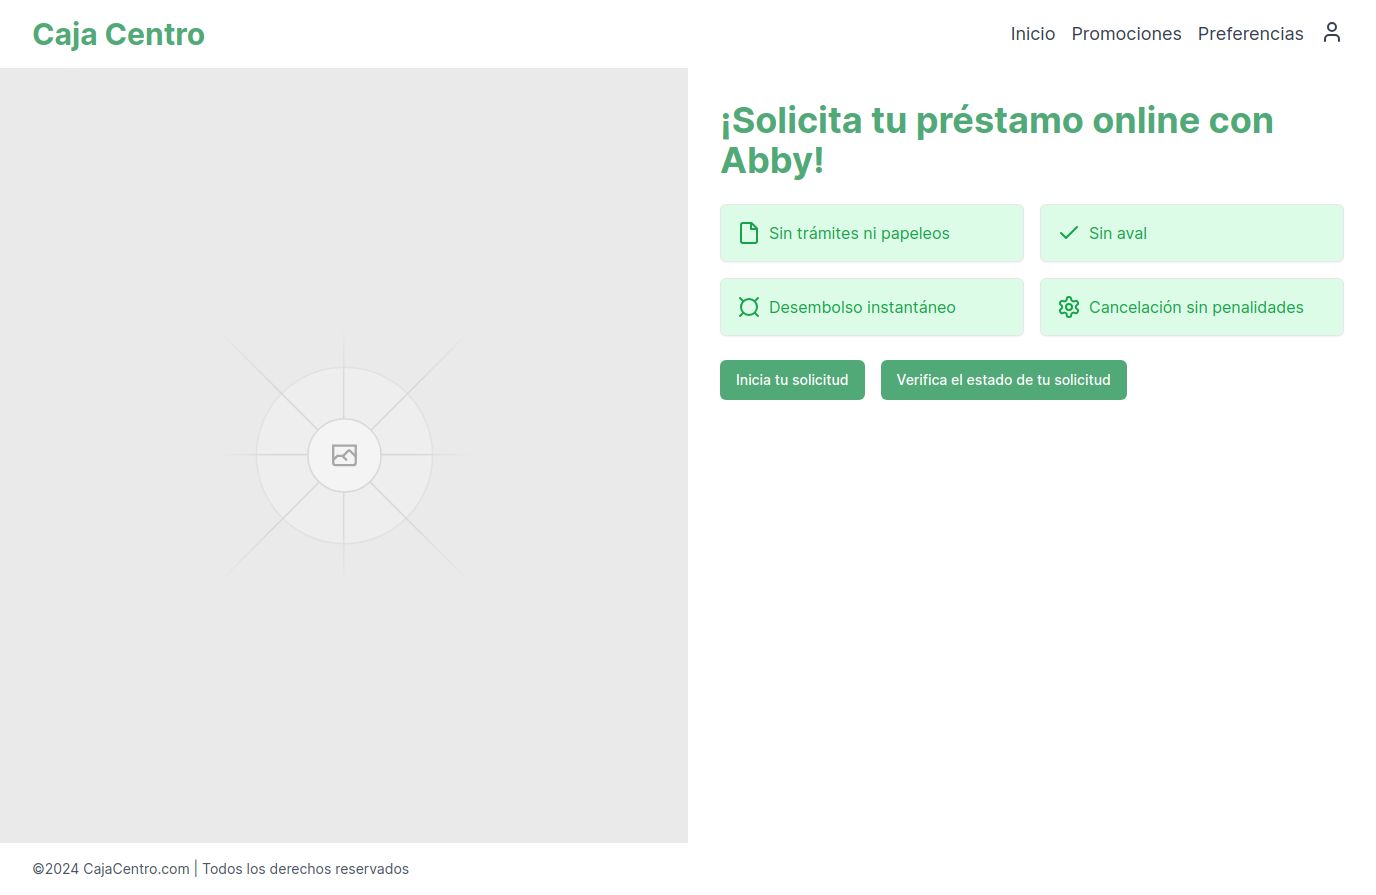 Caja Centro
Inicio Promociones Preferencias
¡Solicita tu préstamo online con
Abby!
Sin trámites ni papeleos
Sin aval
Desembolso instantáneo
Cancelación sin penalidades
Inicia tu solicitud
Verifica el estado de tu solicitud
©2024 CajaCentro.com | Todos los derechos reservados